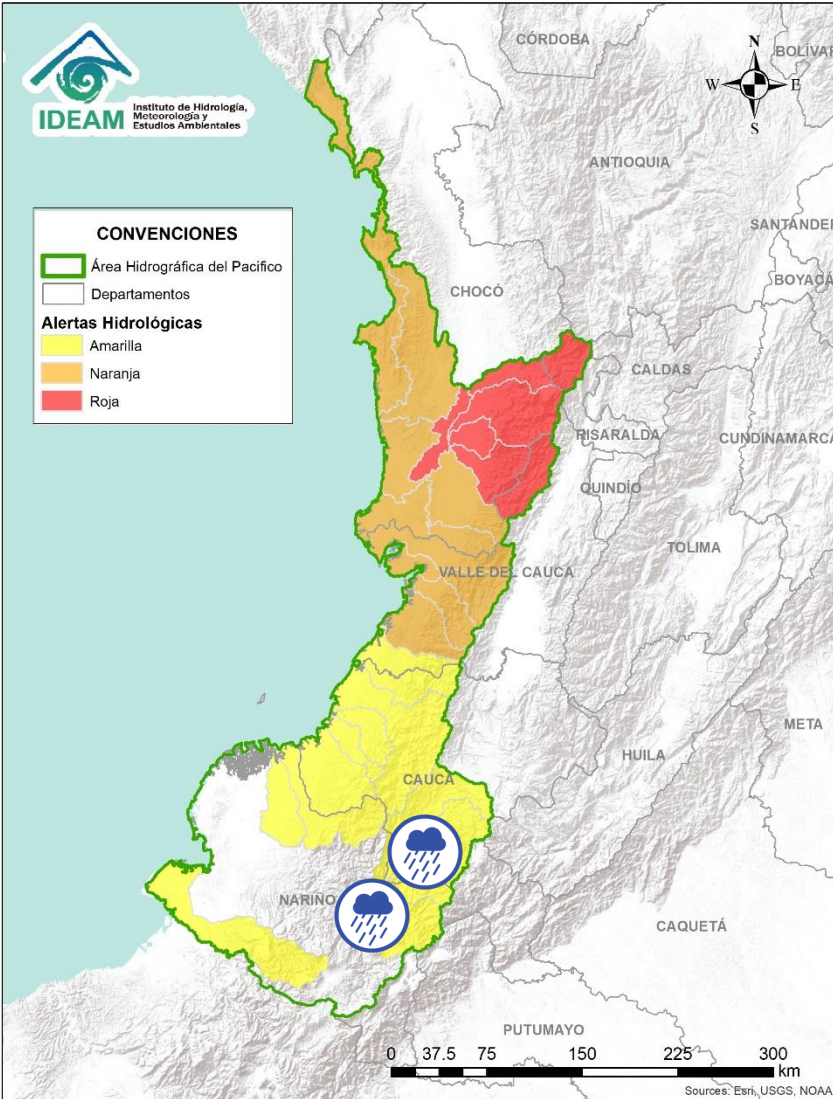 IDEAM
Instituto de Hidrología,
Meteorología y
Estudios Ambientales
N
W
E
S
CÓRDOBA
BOLÍVAR
ANTIOQUIA
SANTANDER
BOYACÁ
CHOCÓ
CALDAS
RISARALDA
CUNDINAMARCA
QUINDÍO
TOLIMA
VALLE DEL CAUCA
META
HUILA
CAUCA
NARIÑO
CAQUETÁ
PUTUMAYO
CONVENCIONES
Área Hidrográfica del Pacifico
Departamentos
Alertas Hidrológicas
Amarilla
Naranja
Roja
0 37.5 75 150 225 300
km
Sources: Esri, USGS, NOAA